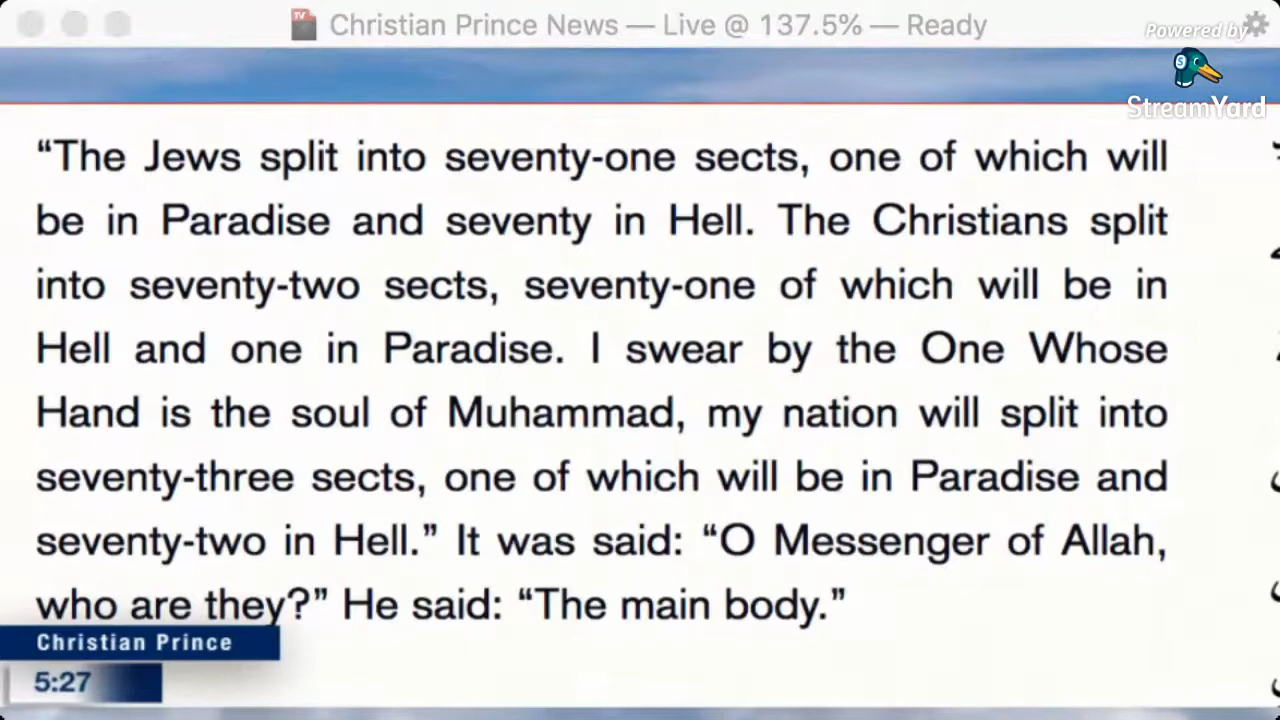 Christian Prince News — Live @ 137.5% — Ready
Powered by
StreamYard
“The Jews split into seventy-one sects, one of which will
be in Paradise and seventy in Hell. The Christians split
into seventy-two sects, seventy-one of which will be in
Hell and one in Paradise. I swear by the One Whose
Hand is the soul of Muhammad, my nation will split into
seventy-three sects, one of which will be in Paradise and
seventy-two in Hell.” It was said: “O Messenger of Allah,
who are they?” He said: “The main body.”
Christian Prince
5:27